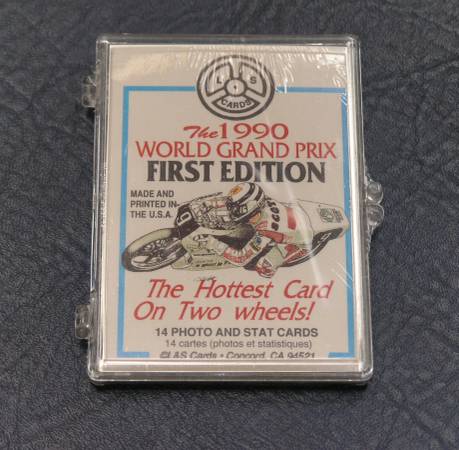 L S
CARDS
The 1990
WORLD GRAND PRIX
FIRST EDITION
MADE AND
PRINTED IN
THE U.S.A.
SCOTT
The Hottest Card
On Two wheels!
14 PHOTO AND STAT CARDS
14 cartes (photos et statistiques)
©L&S Cards • Concord, CA 94521